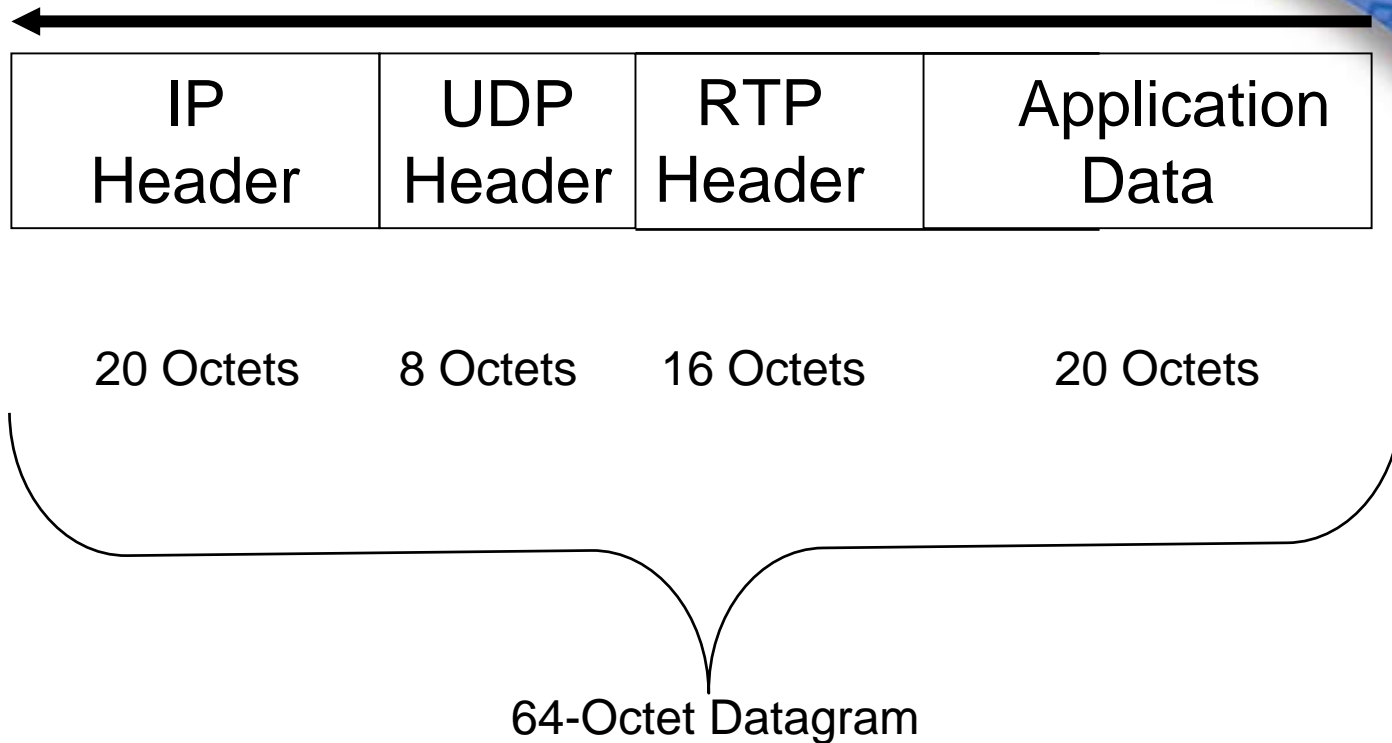 IP Header
UDP Header
RTP Header
Application Data
20 Octets
8 Octets
16 Octets
20 Octets
64-Octet Datagram